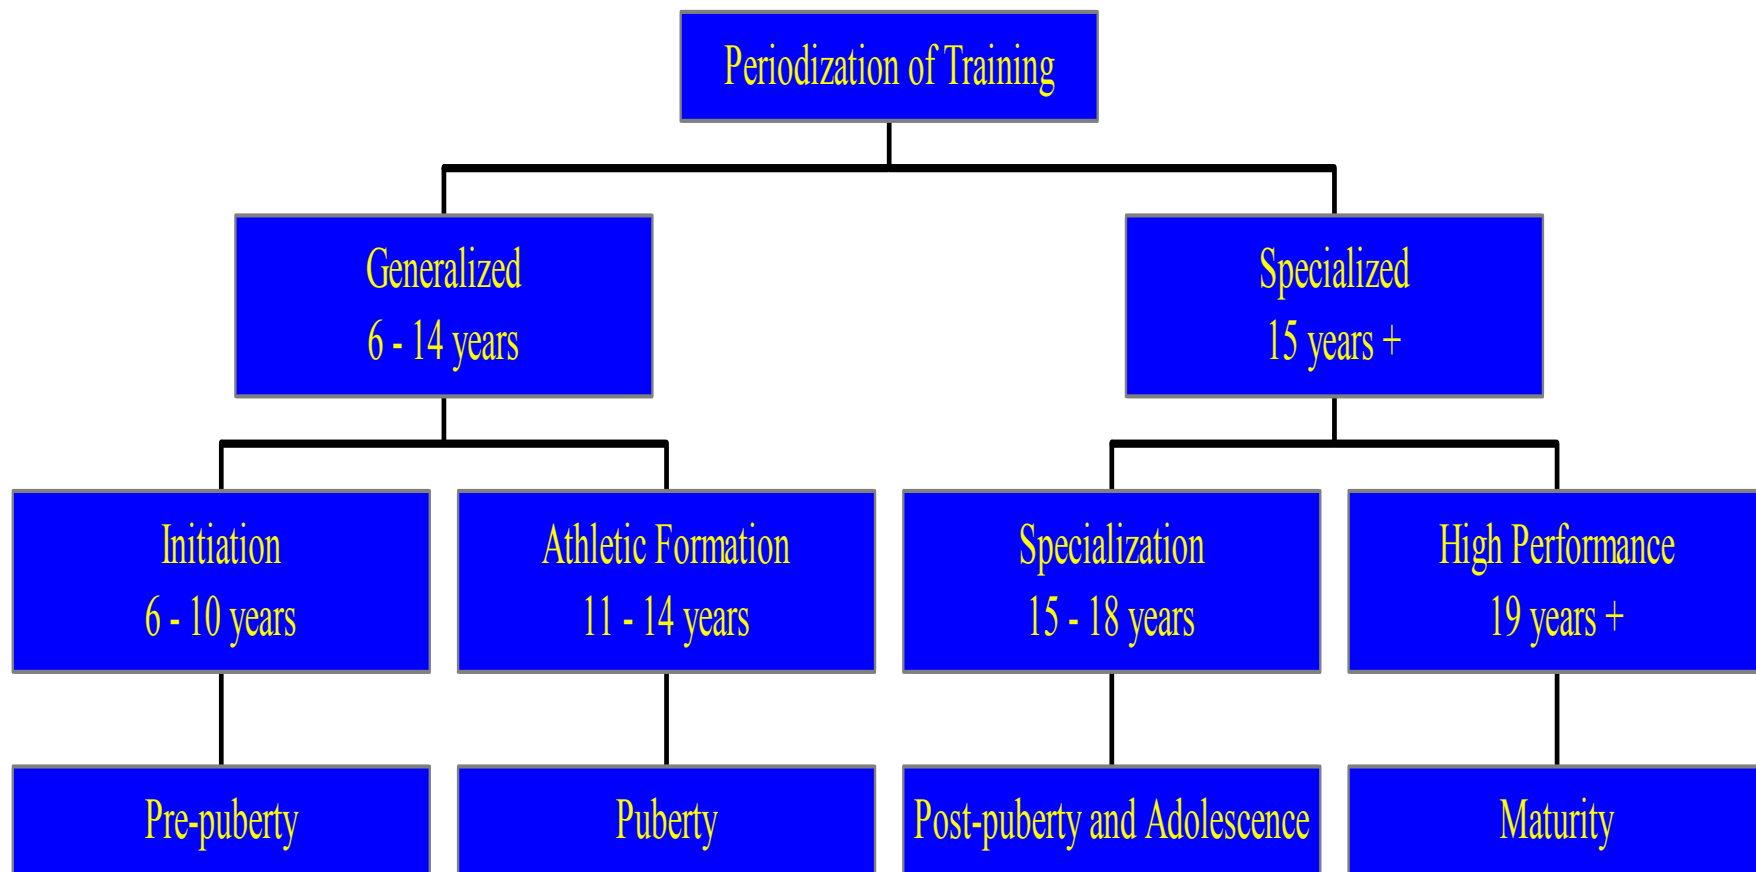 Periodization of Training
Generalized
6 - 14 years
Specialized
15 years +
Initiation
6 - 10 years
Athletic Formation
11 - 14 years
Specialization
15 - 18 years
High Performance
19 years +
Pre-puberty
Puberty
Post-puberty and Adolescence
Maturity